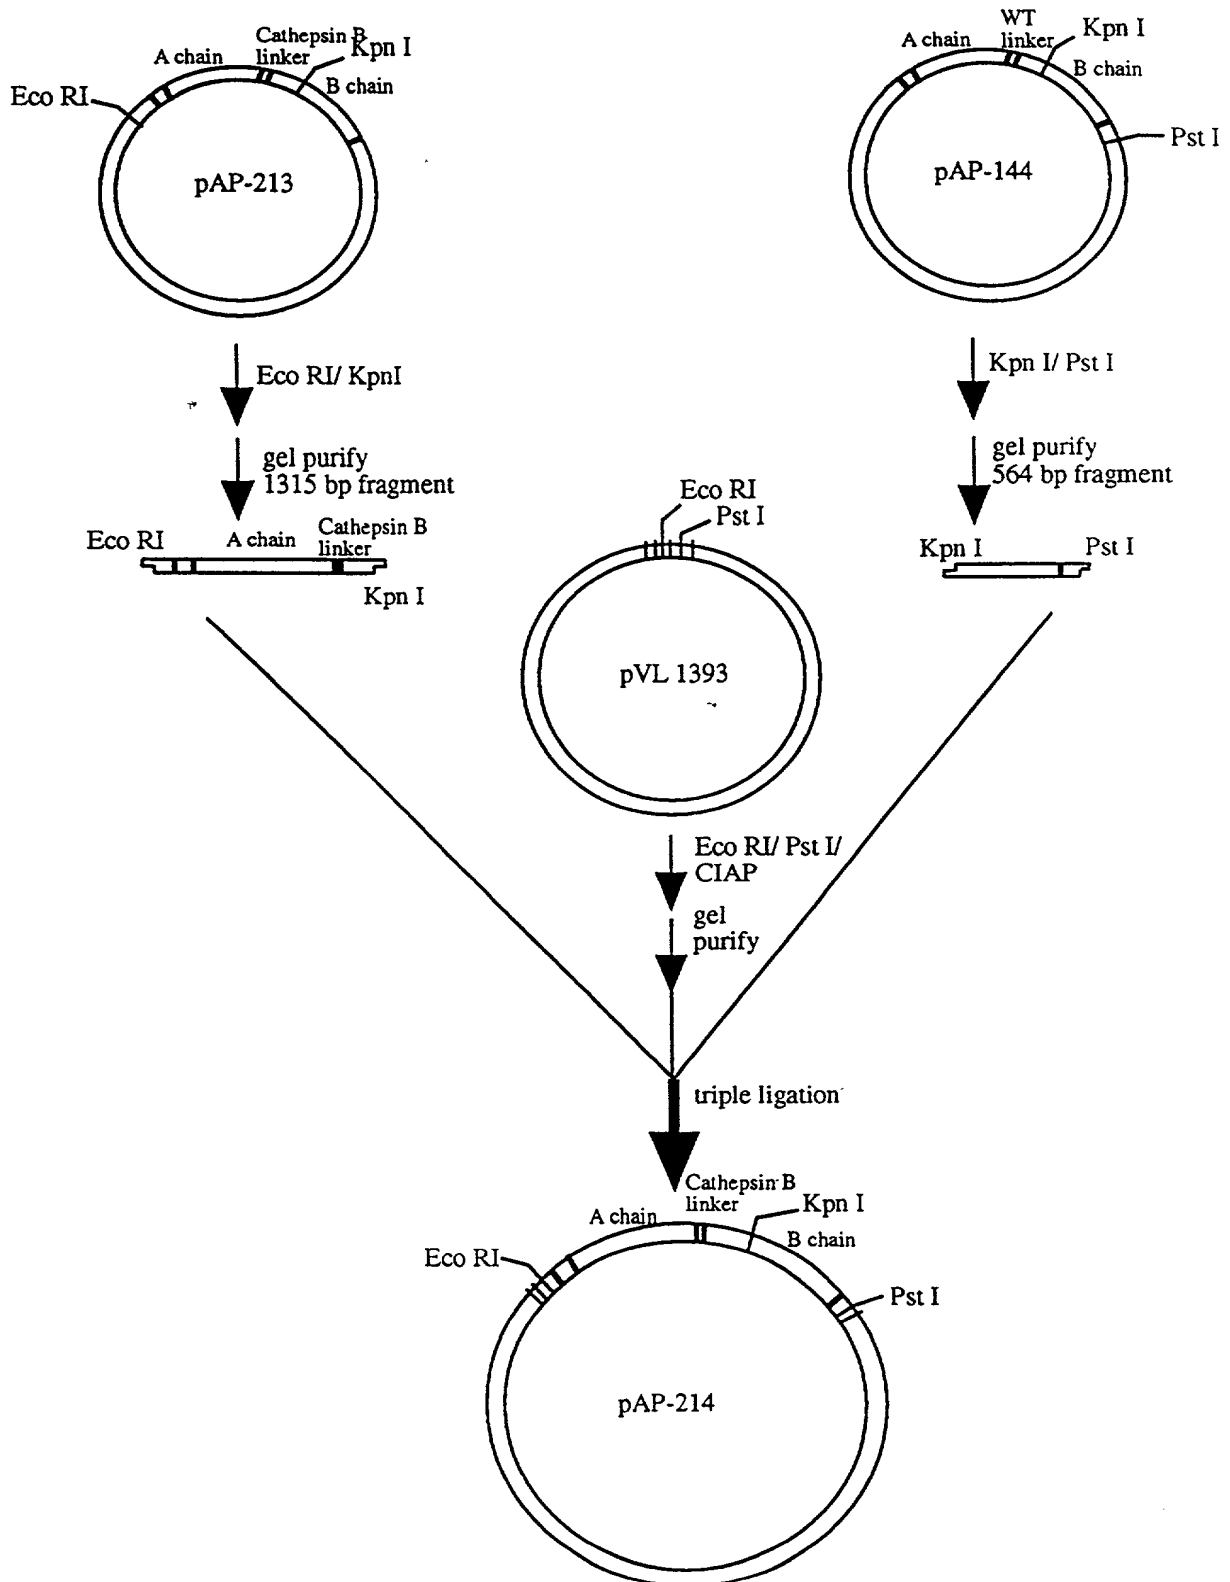 Cathepsin B
linker
Kpn I
A chain
B chain
Eco RI
pAP-213
WT
linker
Kpn I
A chain
B chain
Pst I
pAP-144
Eco RI/ KpnI
gel purify
1315 bp fragment
Kpn I/ Pst I
gel purify
564 bp fragment
Eco RI
A chain
Cathepsin B
linker
Kpn I
Eco RI
Pst I
Kpn I
Pst I
pVL 1393
Eco RI/ Pst I/
CIAP
gel
purify
triple ligation
Cathepsin B
linker
Kpn I
A chain
B chain
Eco RI
Pst I
pAP-214